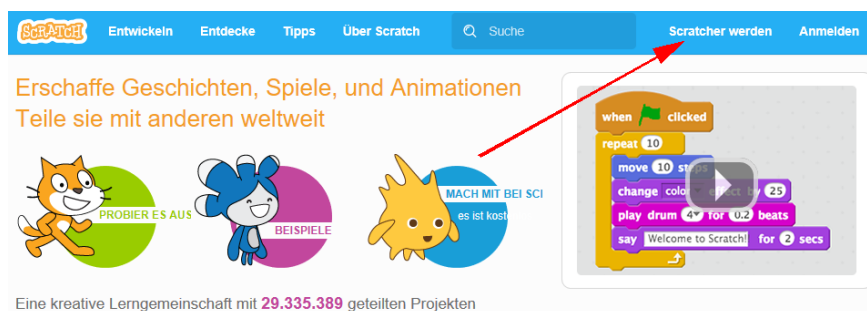 SCRATCH Entwickeln Entdecke Tipps Über Scratch Suche Scratcher werden Anmelden
Erschaffe Geschichten, Spiele, und Animationen
Teile sie mit anderen weltweit
PROBIER ES AUS
BEISPIELE
MACH MIT BEI SCI
es ist kost
when clicked
repeat 10
move 10 steps
change color effect by 25
play drum 4 for 0.2 beats
say Welcome to Scratch! for 2 secs
Eine kreative Lerngemeinschaft mit 29.335.389 geteilten Projekten